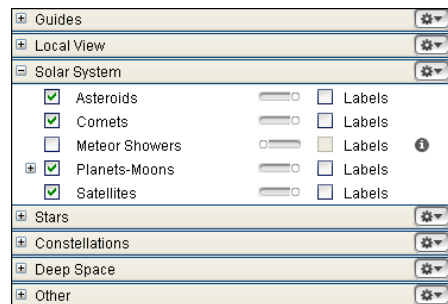 Guides
Local View
Solar System
Asteroids Labels
Comets Labels
Meteor Showers Labels
Planets-Moons Labels
Satellites Labels
Stars
Constellations
Deep Space
Other